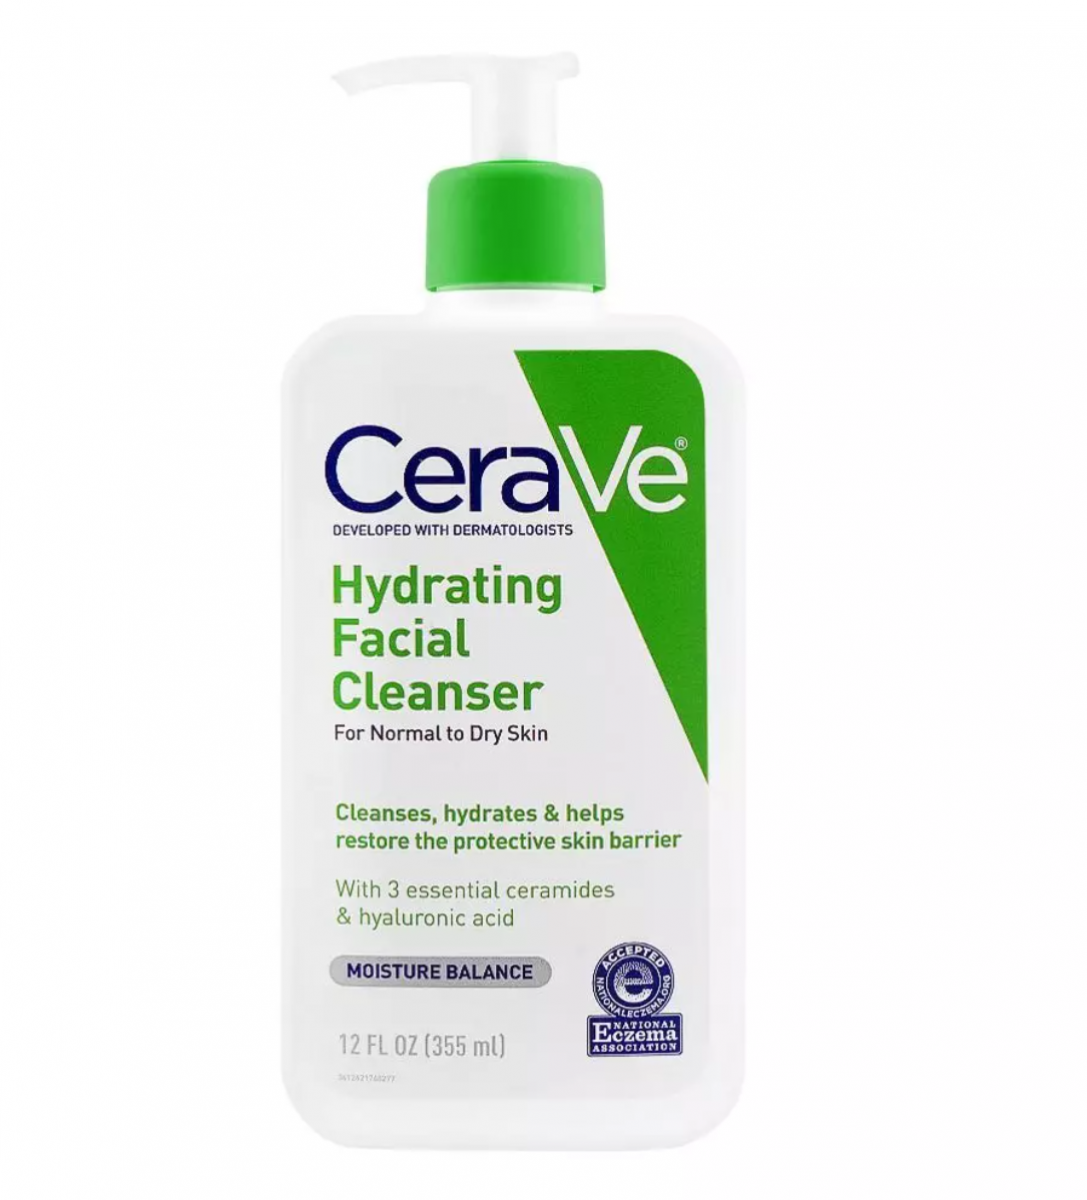 CeraVe®
DEVELOPED WITH DERMATOLOGISTS
Hydrating
Facial
Cleanser
For Normal to Dry Skin
Cleanses, hydrates & helps
restore the protective skin barrier
With 3 essential ceramides
& hyaluronic acid
MOISTURE BALANCE
ACCEPTED
e
NATIONALECZEMA.ORG
NATIONAL
Eczema
ASSOCIATION
12 FL OZ (355 ml)